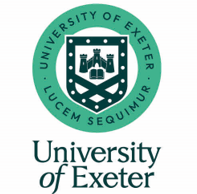 · UNIVERSITY OF EXETER ·
LUCEM SEQUIMUR
University
of Exeter